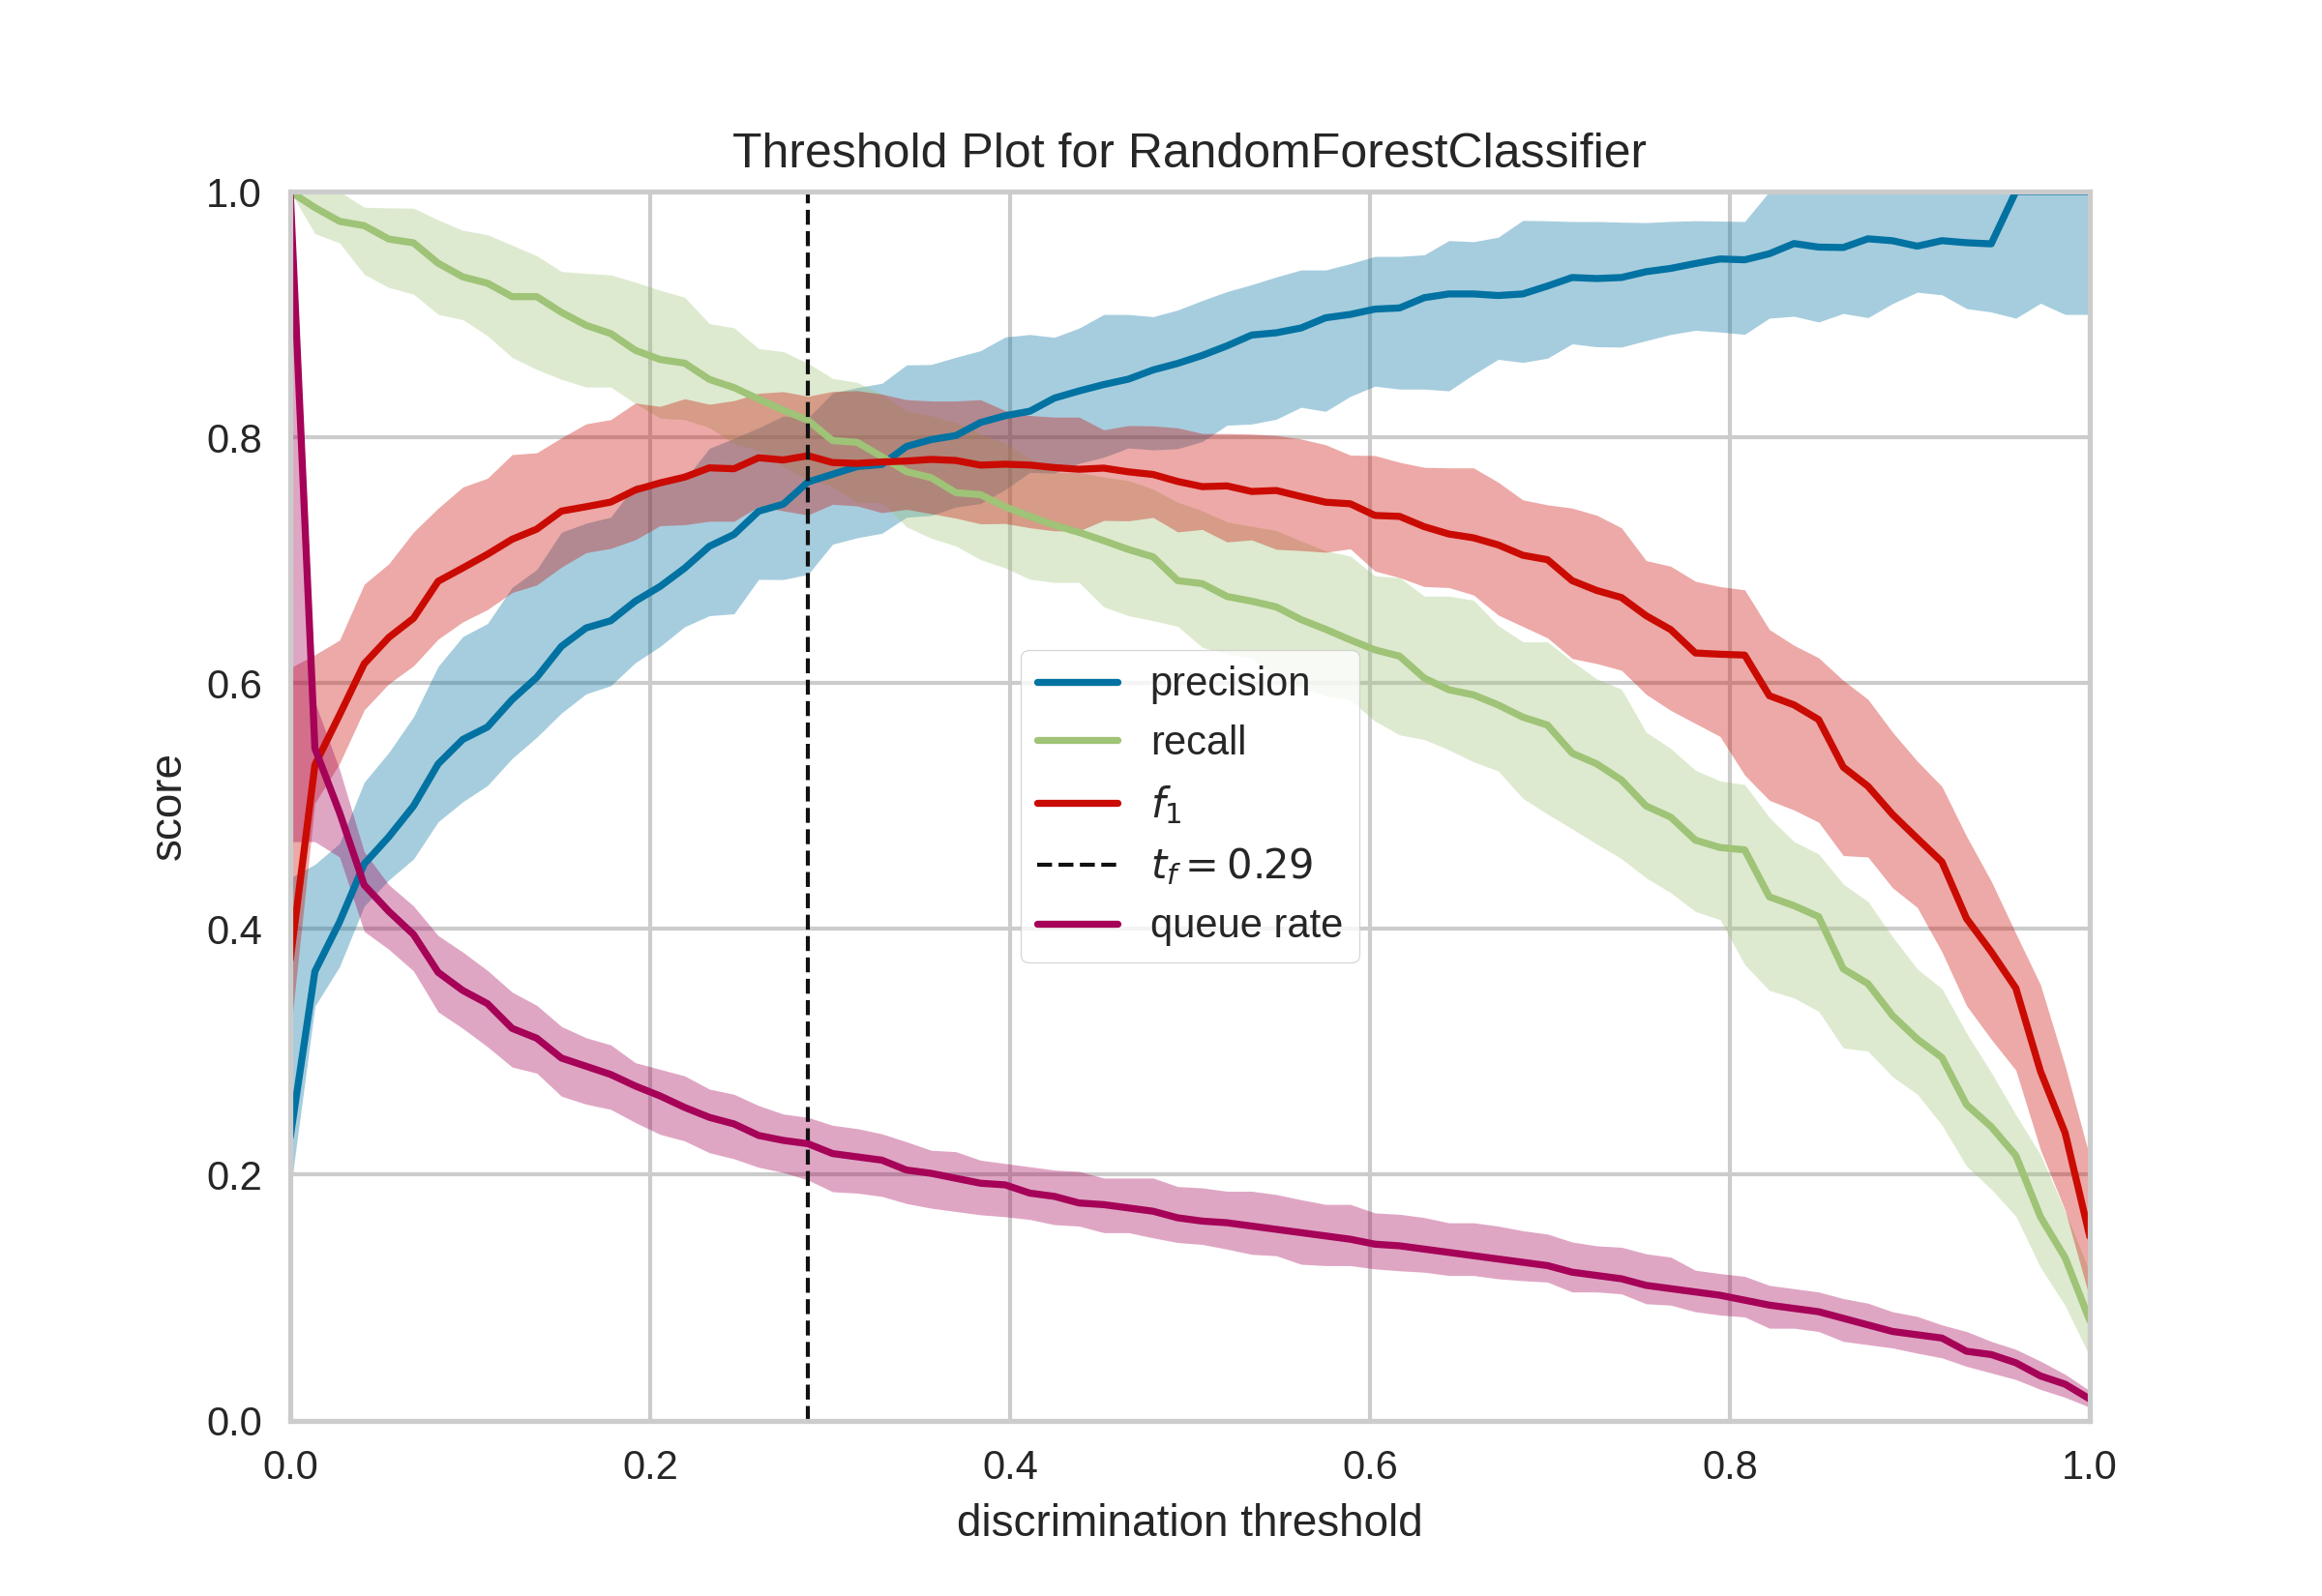 Threshold Plot for RandomForestClassifier
1.0
0.8
0.6
0.4
0.2
0.0
score
precision
recall
f₁
t_f = 0.29
queue rate
0.0 0.2 0.4 0.6 0.8 1.0
discrimination threshold